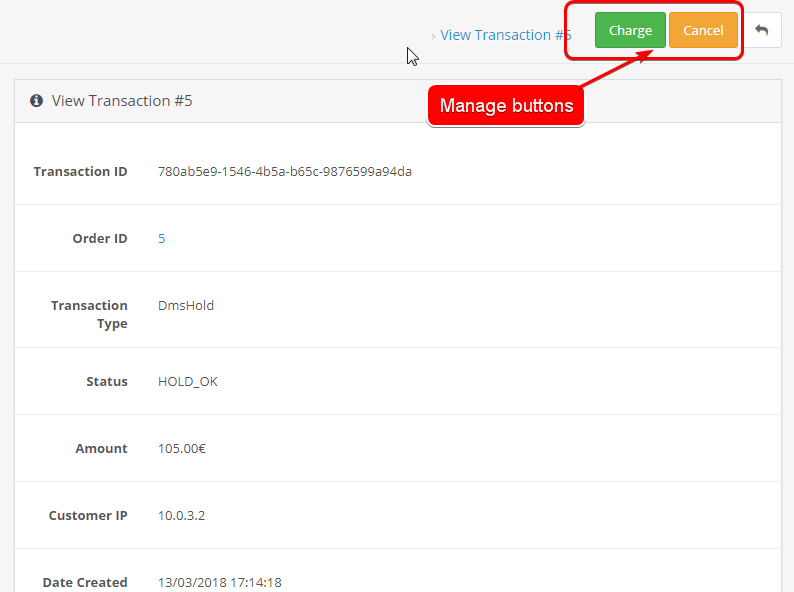 › View Transaction #5
Charge
Cancel
Manage buttons
View Transaction #5
Transaction ID 780ab5e9-1546-4b5a-b65c-9876599a94da
Order ID 5
Transaction
Type
DmsHold
Status HOLD_OK
Amount 105.00€
Customer IP 10.0.3.2
Date Created 13/03/2018 17:14:18